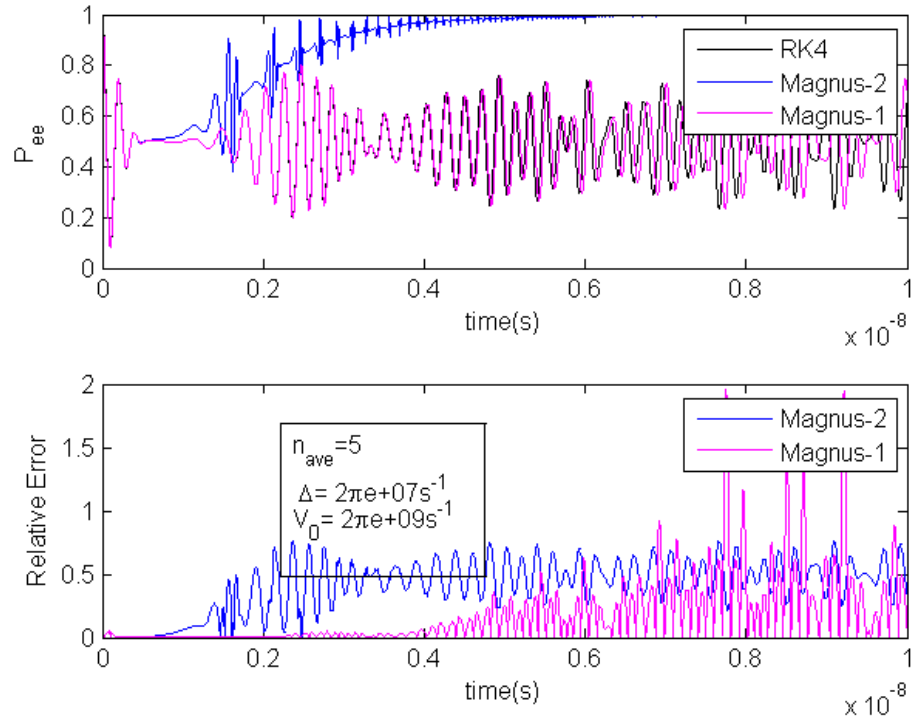 1
0.8
0.6
0.4
0.2
0
P_ee
RK4
Magnus-2
Magnus-1
0 0.2 0.4 0.6 0.8 1
time(s)
x 10^-8
2
1.5
1
0.5
0
Relative Error
Magnus-2
Magnus-1
n_ave=5
Δ= 2πe+07s^-1
V_0= 2πe+09s^-1
0 0.2 0.4 0.6 0.8 1
time(s)
x 10^-8